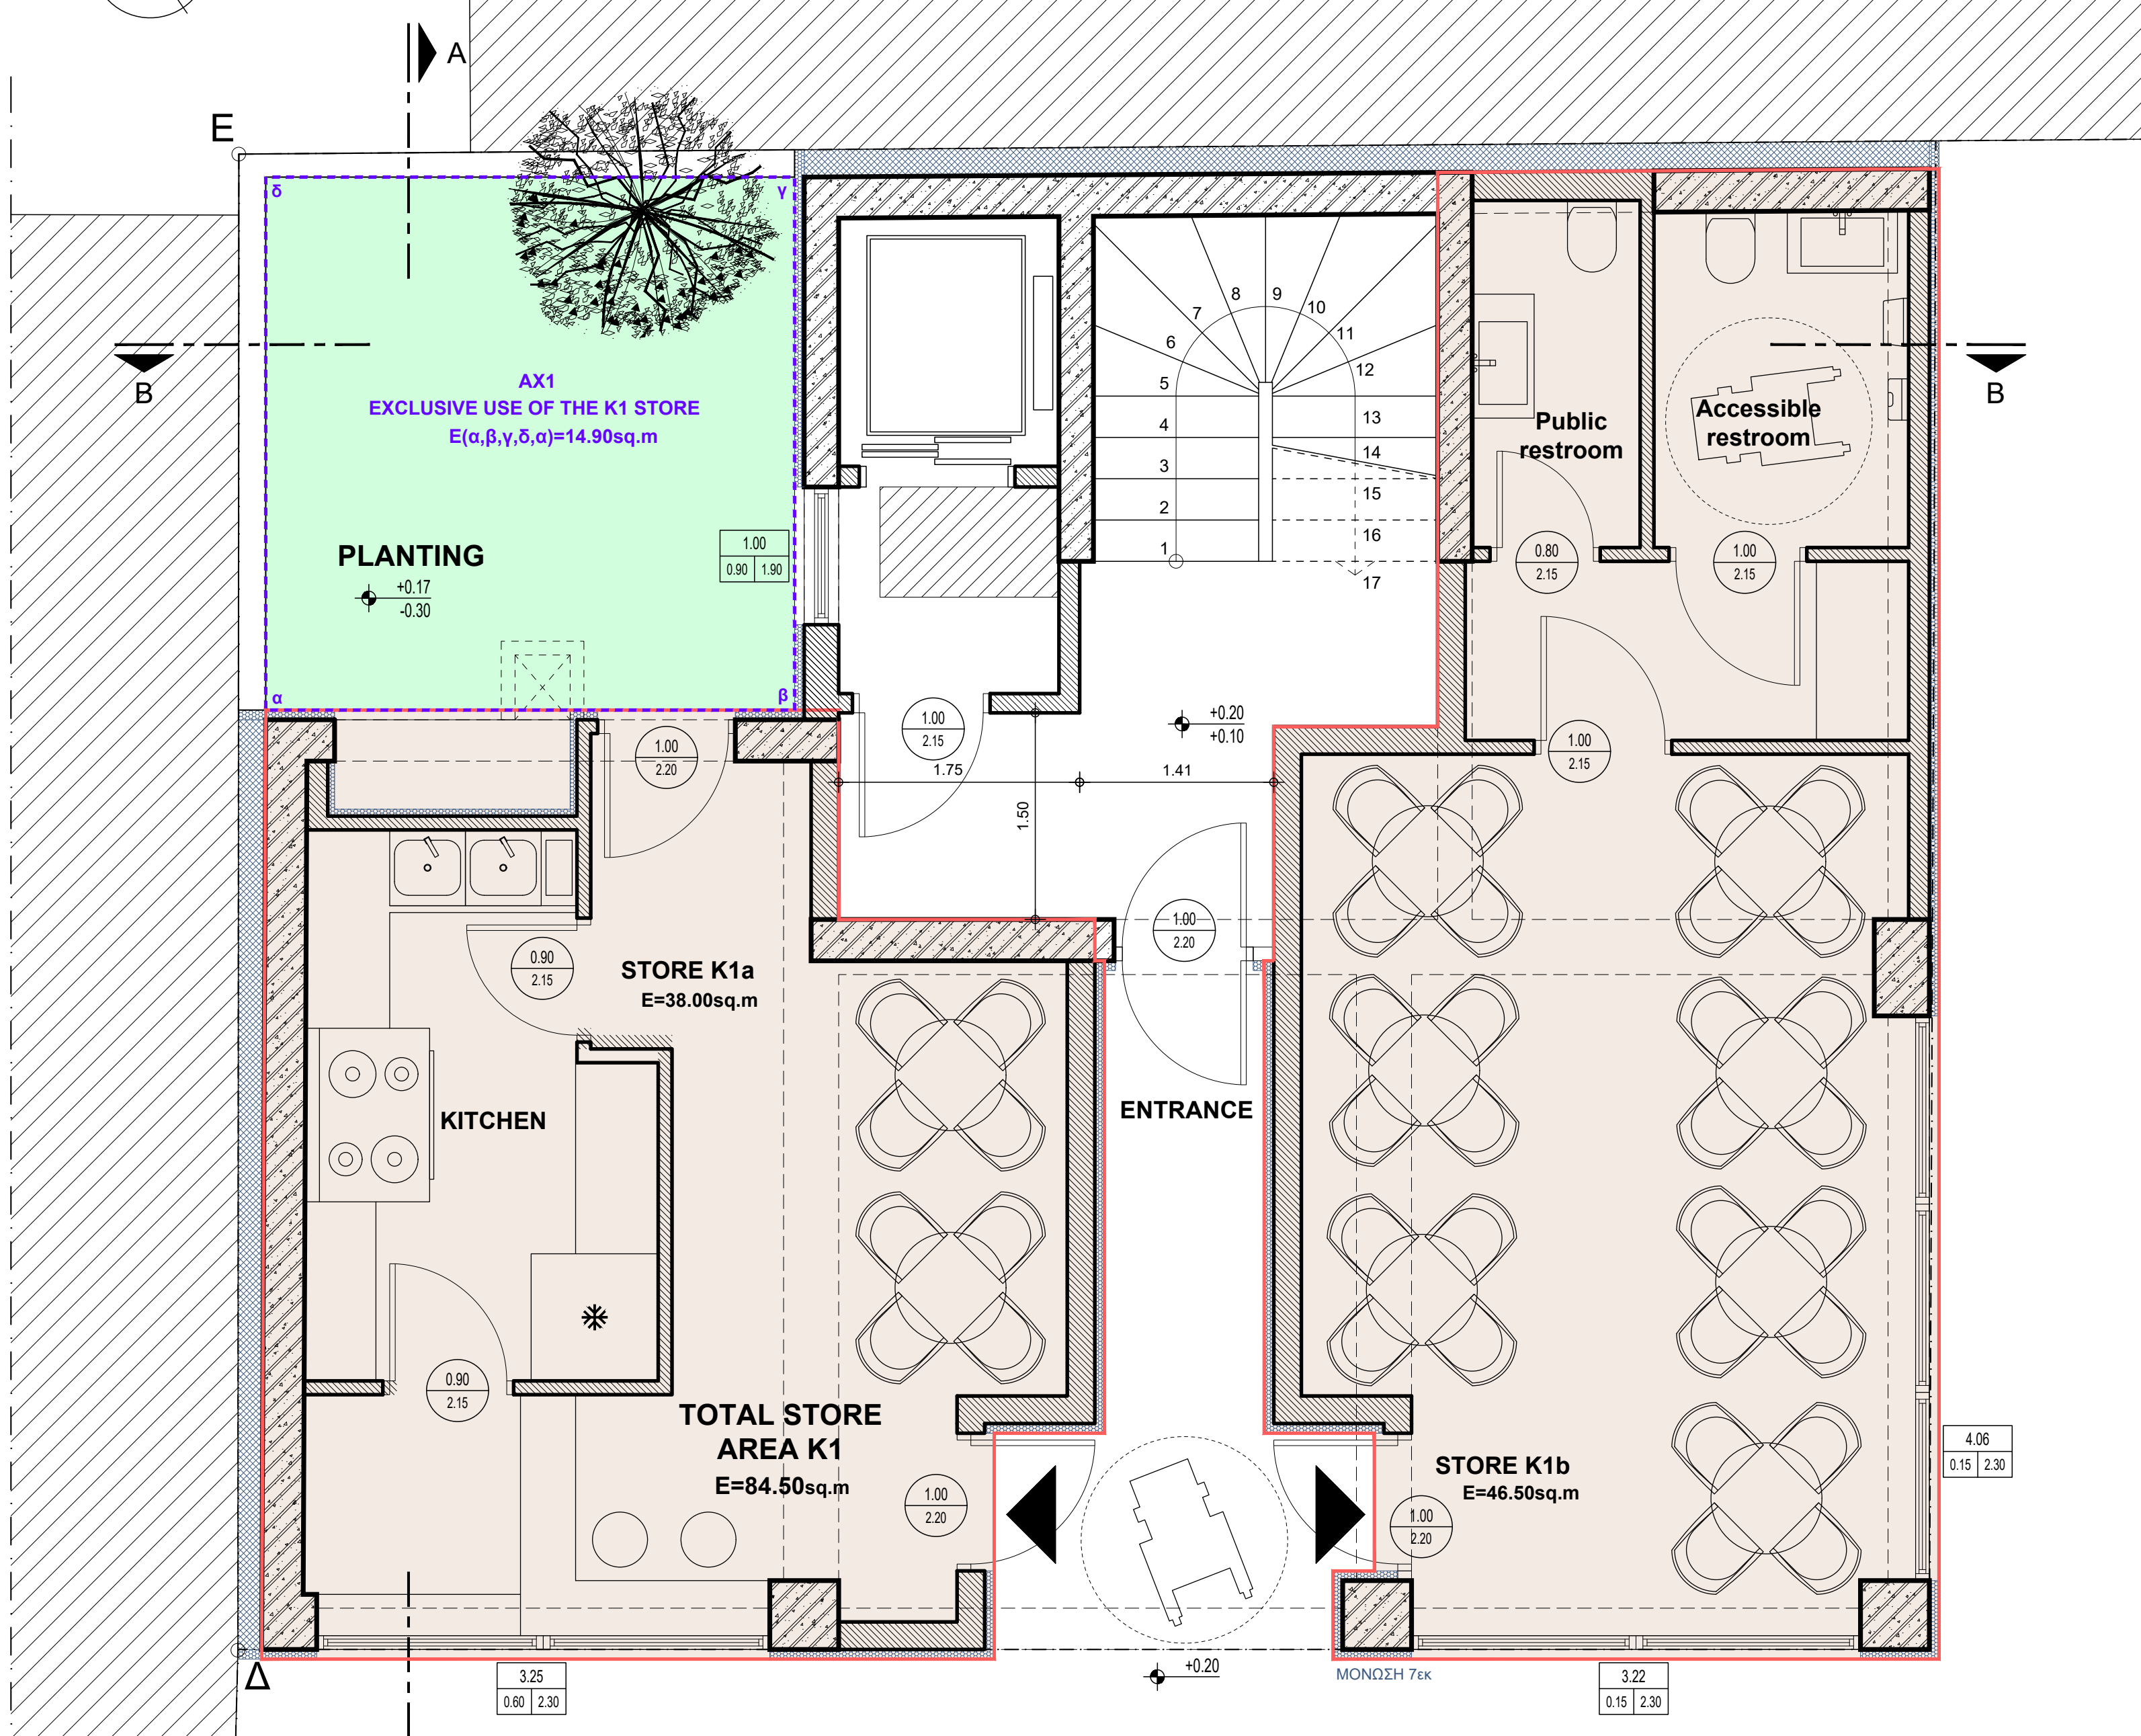 A
E
δ
γ
AX1
EXCLUSIVE USE OF THE K1 STORE
E(α,β,γ,δ,α)=14.90sq.m
B
B
PLANTING
+0.17
-0.30
1.00
0.90 1.90
α
β
1
2
3
4
5
6
7
8
9
10
11
12
13
14
15
16
17
Public
restroom
Accessible
restroom
0.80
2.15
1.00
2.15
1.00
2.15
1.00
2.20
1.00
2.15
+0.20
+0.10
1.75
1.41
1.50
1.00
2.20
0.90
2.15
STORE K1a
E=38.00sq.m
KITCHEN
ENTRANCE
0.90
2.15
TOTAL STORE
AREA K1
E=84.50sq.m
1.00
2.20
STORE K1b
E=46.50sq.m
1.00
2.20
4.06
0.15 2.30
Δ
3.25
0.60 2.30
+0.20
ΜΟΝΩΣΗ 7εκ
3.22
0.15 2.30